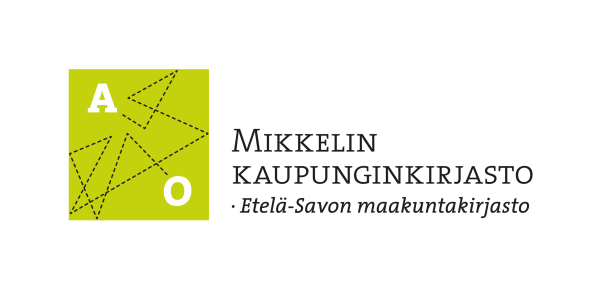 A
O
MIKKELIN
KAUPUNGINKIRJASTO
· Etelä-Savon maakuntakirjasto